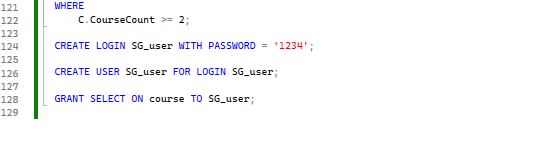 121 WHERE
122 C.CourseCount >= 2;
123
124 CREATE LOGIN SG_user WITH PASSWORD = '1234';
125
126 CREATE USER SG_user FOR LOGIN SG_user;
127
128 GRANT SELECT ON course TO SG_user;
129